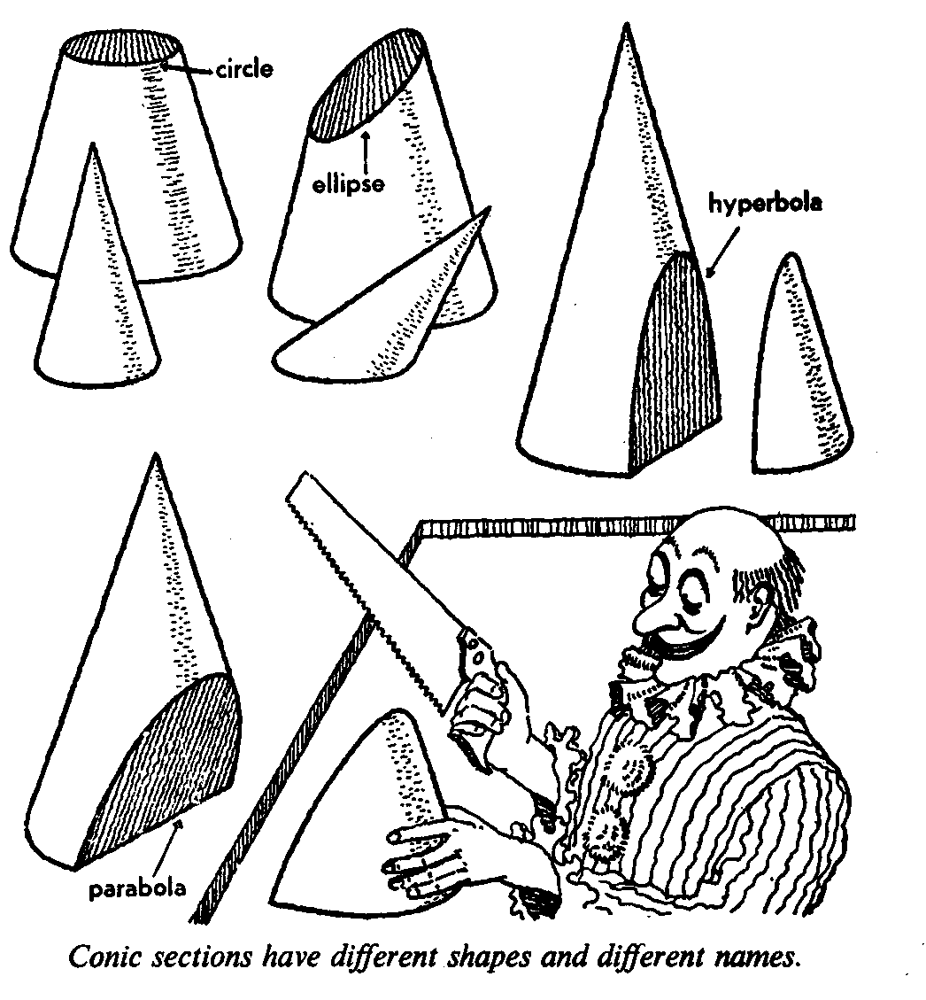 circle
ellipse
hyperbola
parabola
Conic sections have different shapes and different names.